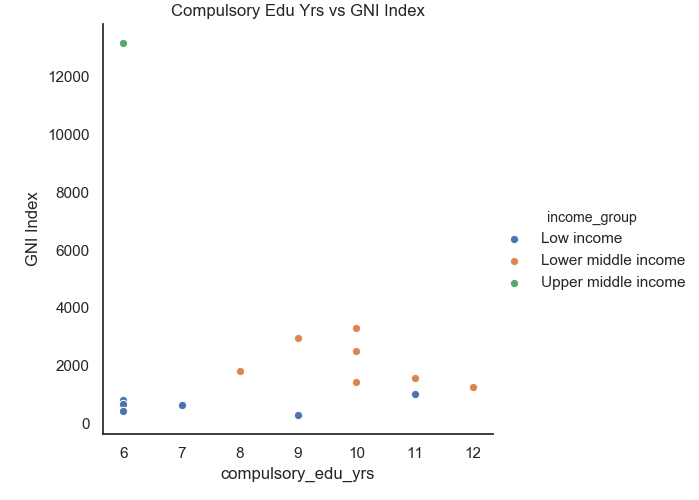 Compulsory Edu Yrs vs GNI Index
12000
10000
8000
6000
4000
2000
0
GNI Index
6 7 8 9 10 11 12
compulsory_edu_yrs
income_group
Low income
Lower middle income
Upper middle income